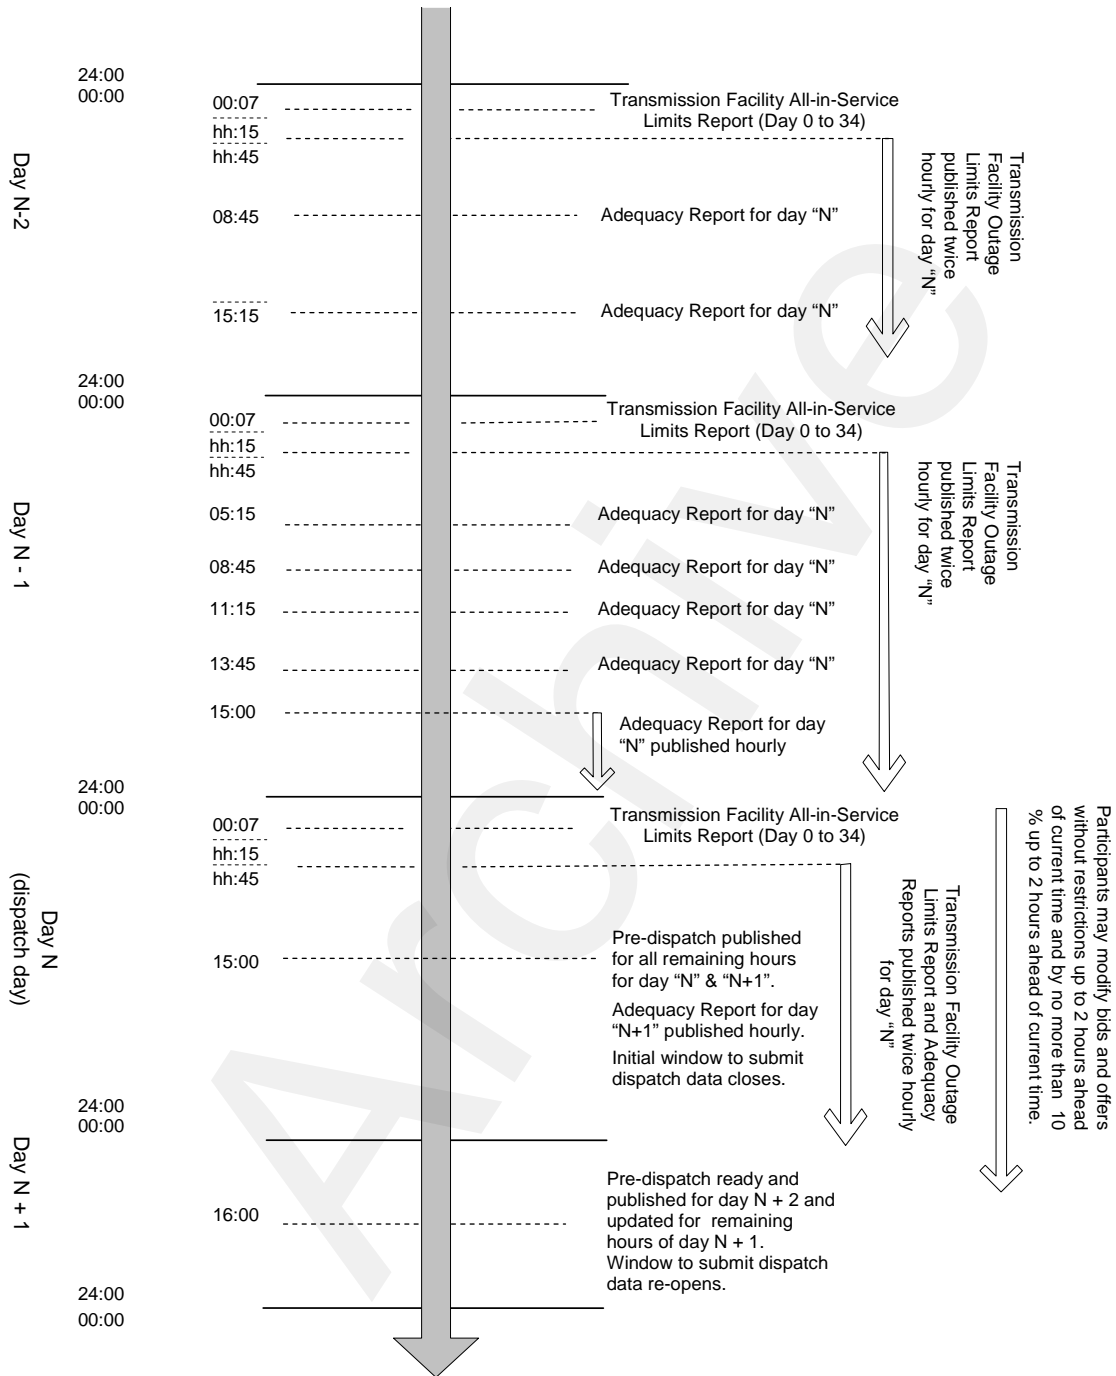 24:00
00:00
Day N-2
00:07
hh:15
hh:45
08:45
15:15
Transmission Facility All-in-Service
Limits Report (Day 0 to 34)
Adequacy Report for day “N”
Adequacy Report for day “N”
Transmission
Facility Outage
Limits Report
published twice
hourly for day “N”
24:00
00:00
Day N - 1
00:07
hh:15
hh:45
05:15
08:45
11:15
13:45
15:00
Transmission Facility All-in-Service
Limits Report (Day 0 to 34)
Adequacy Report for day “N”
Adequacy Report for day “N”
Adequacy Report for day “N”
Adequacy Report for day “N”
Adequacy Report for day
“N” published hourly
Transmission
Facility Outage
Limits Report
published twice
hourly for day “N”
24:00
00:00
Day N
(dispatch day)
00:07
hh:15
hh:45
15:00
Transmission Facility All-in-Service
Limits Report (Day 0 to 34)
Pre-dispatch published
for all remaining hours
for day “N” & “N+1”.
Adequacy Report for day
“N+1” published hourly.
Initial window to submit
dispatch data closes.
Transmission Facility Outage
Limits Report and Adequacy
Reports published twice hourly
for day “N”
Participants may modify bids and offers
without restrictions up to 2 hours ahead
of current time and by no more than 10
% up to 2 hours ahead of current time.
24:00
00:00
Day N + 1
16:00
Pre-dispatch ready and
published for day N + 2 and
updated for remaining
hours of day N + 1.
Window to submit dispatch
data re-opens.
24:00
00:00
Archive